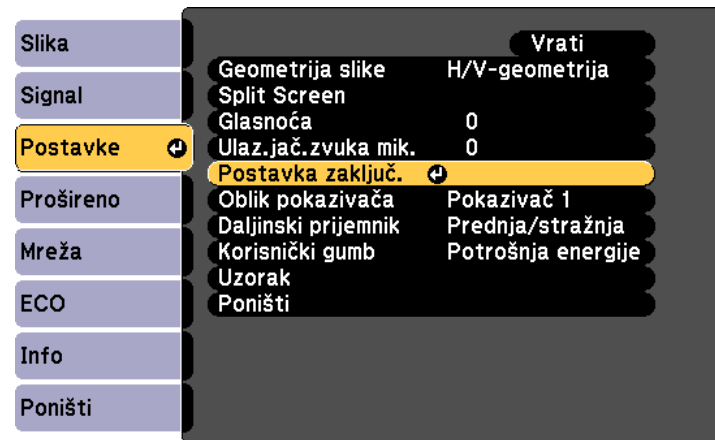 Slika
Signal
Postavke
Prošireno
Mreža
ECO
Info
Poništi
Vrati
Geometrija slike H/V-geometrija
Split Screen
Glasnoća 0
Ulaz.jač.zvuka mik. 0
Postavka zaključ.
Oblik pokazivača Pokazivač 1
Daljinski prijemnik Prednja/stražnja
Korisnički gumb Potrošnja energije
Uzorak
Poništi